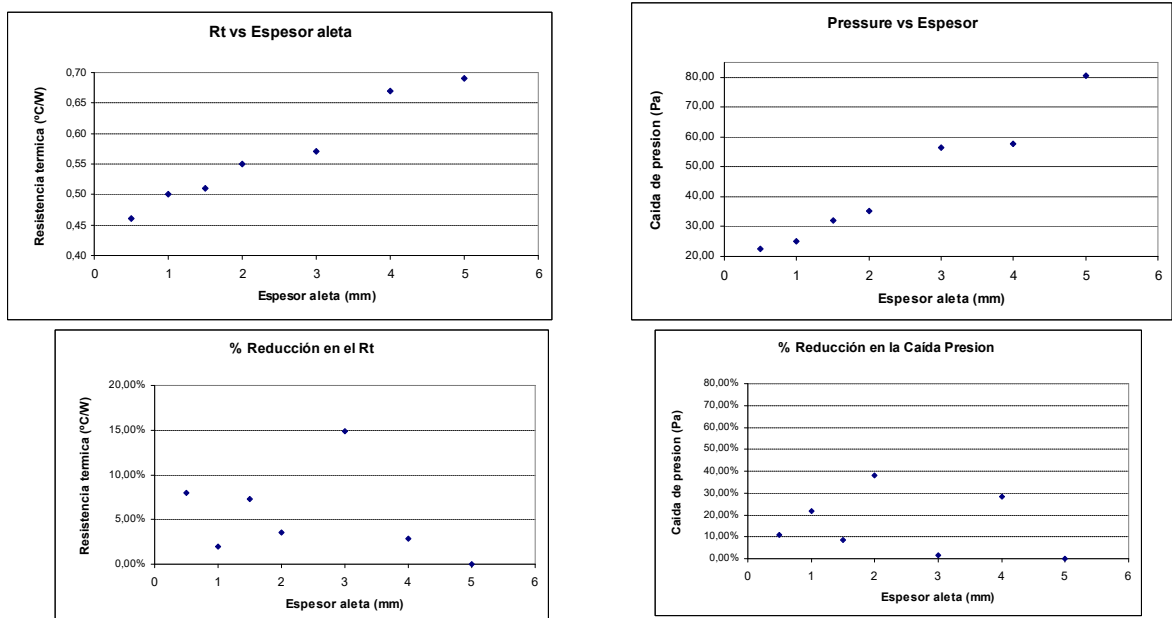 Rt vs Espesor aleta
0,70
0,65
0,60
0,55
0,50
0,45
0,40
0 1 2 3 4 5 6
Resistencia termica (ºC/W)
Espesor aleta (mm)
Pressure vs Espesor
80,00
70,00
60,00
50,00
40,00
30,00
20,00
0 1 2 3 4 5 6
Caida de presion (Pa)
Espesor aleta (mm)
% Reducción en el Rt
20,00%
15,00%
10,00%
5,00%
0,00%
0 1 2 3 4 5 6
Resistencia termica (ºC/W)
Espesor aleta (mm)
% Reducción en la Caída Presion
80,00%
70,00%
60,00%
50,00%
40,00%
30,00%
20,00%
10,00%
0,00%
0 1 2 3 4 5 6
Caida de presion (Pa)
Espesor aleta (mm)